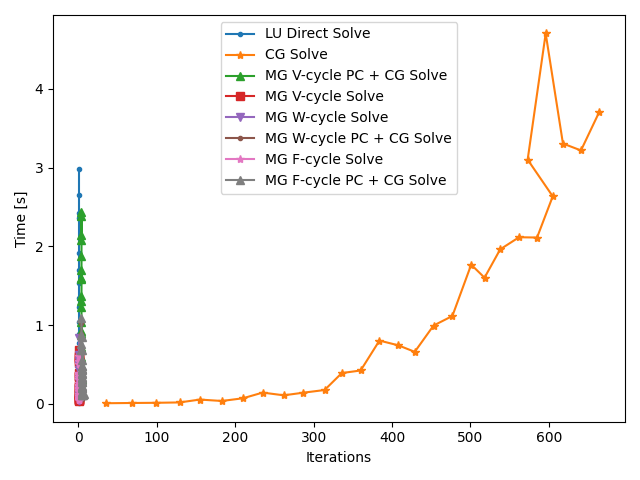 LU Direct Solve
CG Solve
MG V-cycle PC + CG Solve
MG V-cycle Solve
MG W-cycle Solve
MG W-cycle PC + CG Solve
MG F-cycle Solve
MG F-cycle PC + CG Solve
Time [s]
4
3
2
1
0
0 100 200 300 400 500 600
Iterations